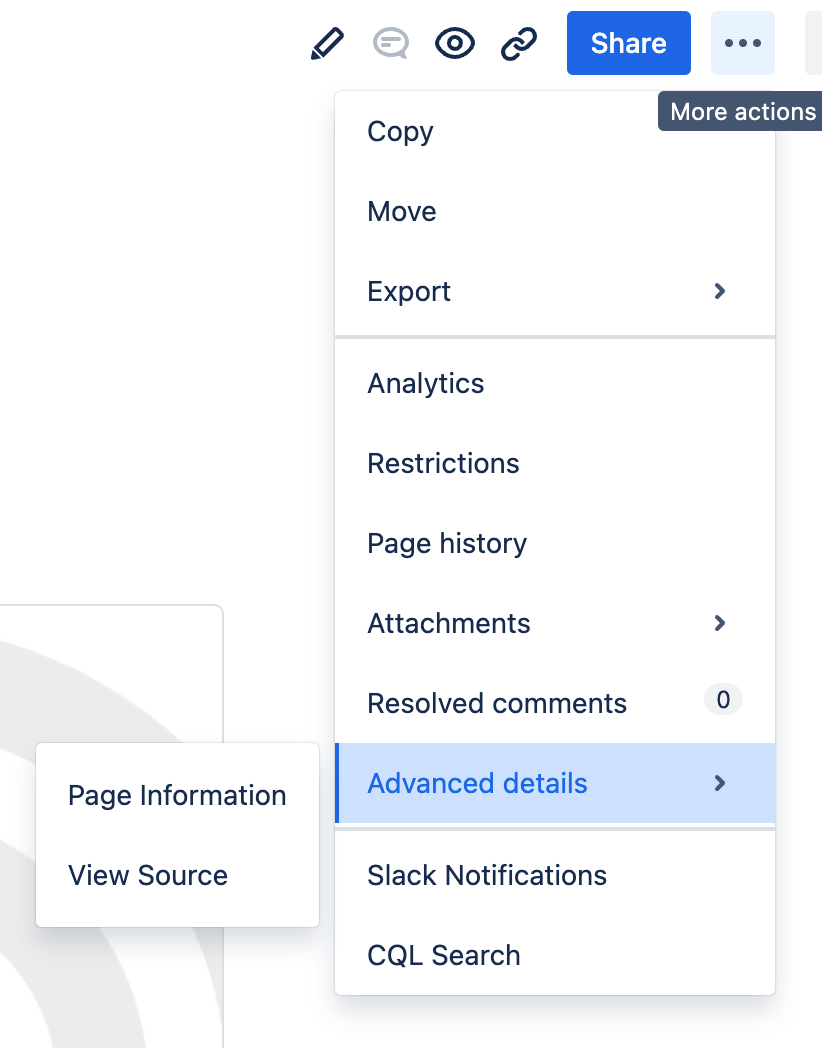 Share
More actions
Copy
Move
Export
Analytics
Restrictions
Page history
Attachments
Resolved comments 0
Advanced details
Page Information
View Source
Slack Notifications
CQL Search